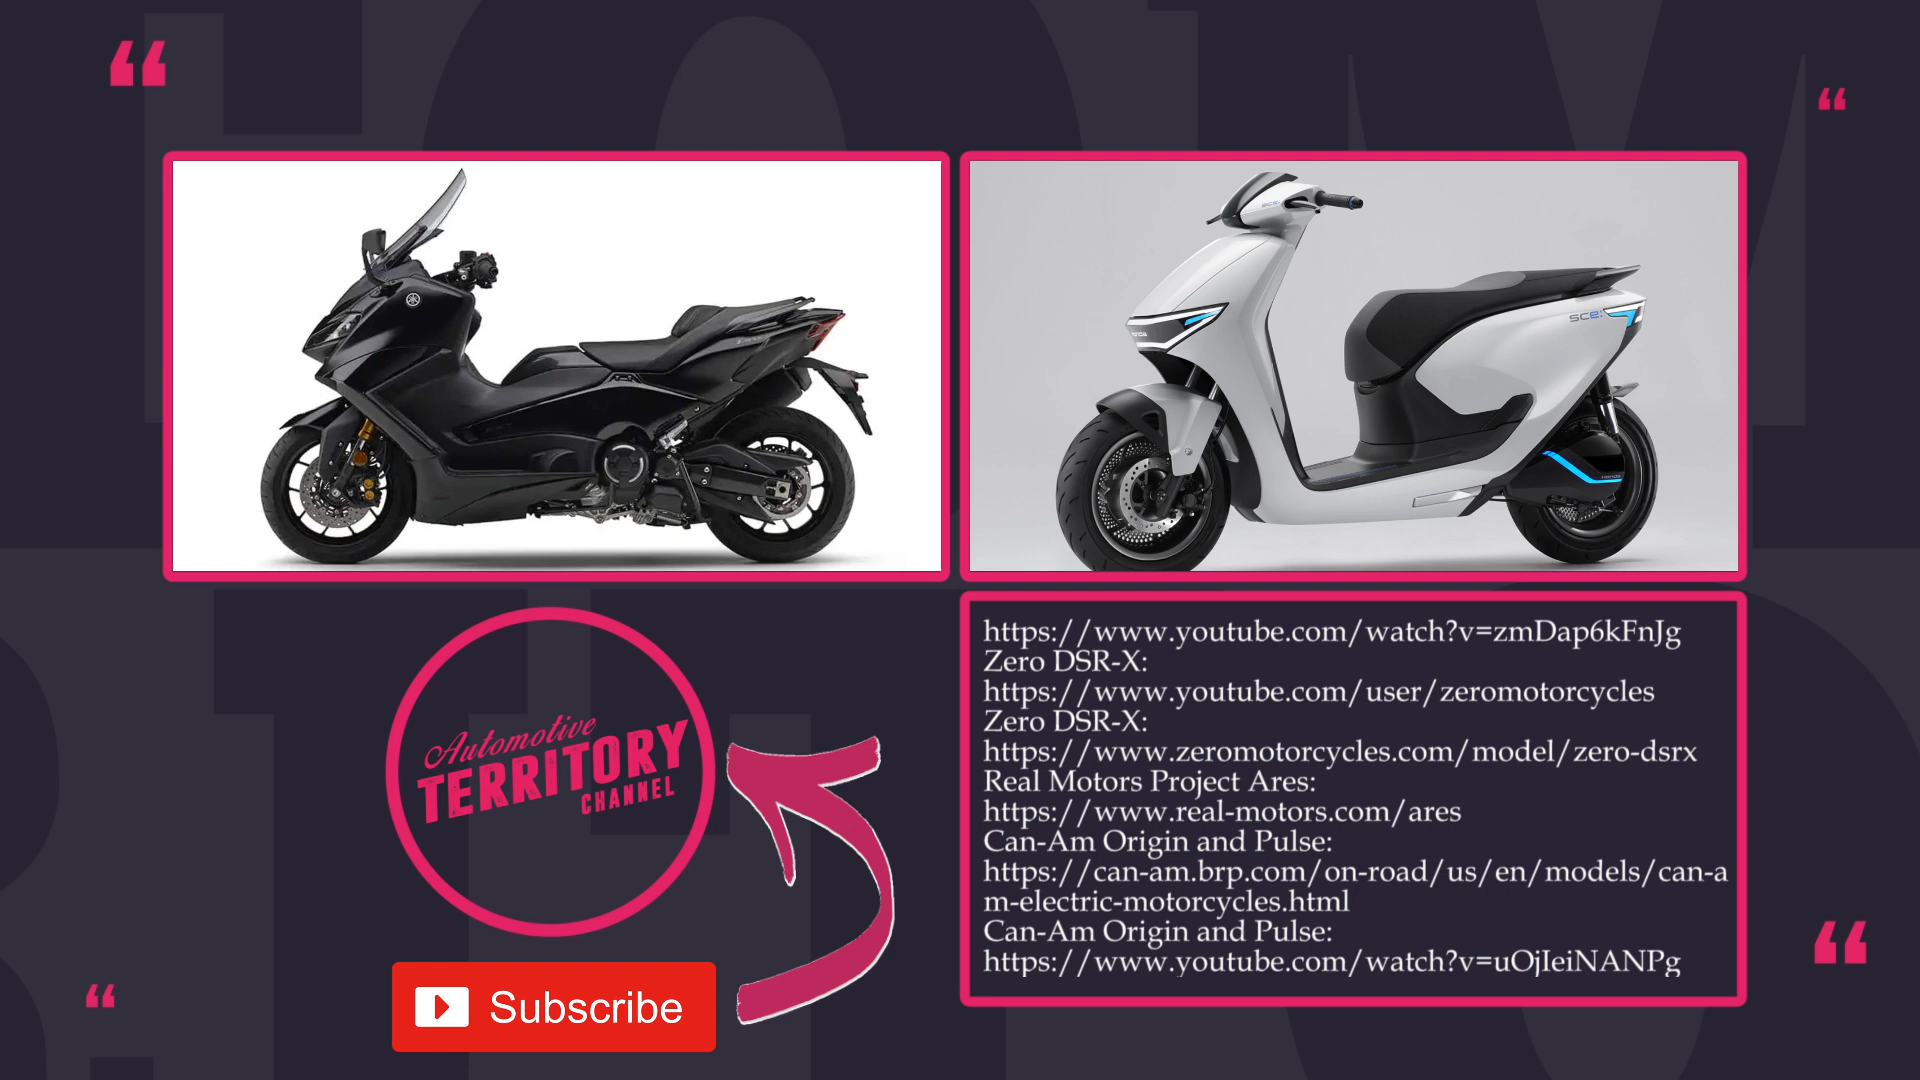 SCe:
HONDA
SCe:
https://www.youtube.com/watch?v=zmDap6kFnJg
Zero DSR-X:
https://www.youtube.com/user/zeromotorcycles
Zero DSR-X:
https://www.zeromotorcycles.com/model/zero-dsrx
Real Motors Project Ares:
https://www.real-motors.com/ares
Can-Am Origin and Pulse:
https://can-am.brp.com/on-road/us/en/models/can-a
m-electric-motorcycles.html
Can-Am Origin and Pulse:
https://www.youtube.com/watch?v=uOjIeiNANPg
Automotive
TERRITORY
CHANNEL
Subscribe